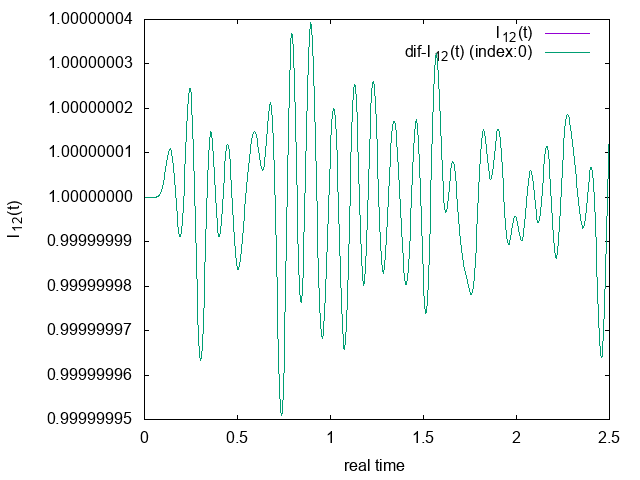 1.00000004
1.00000003
1.00000002
1.00000001
1.00000000
0.99999999
0.99999998
0.99999997
0.99999996
0.99999995
I12(t)
I12(t)
dif-I12(t) (index:0)
0 0.5 1 1.5 2 2.5
real time